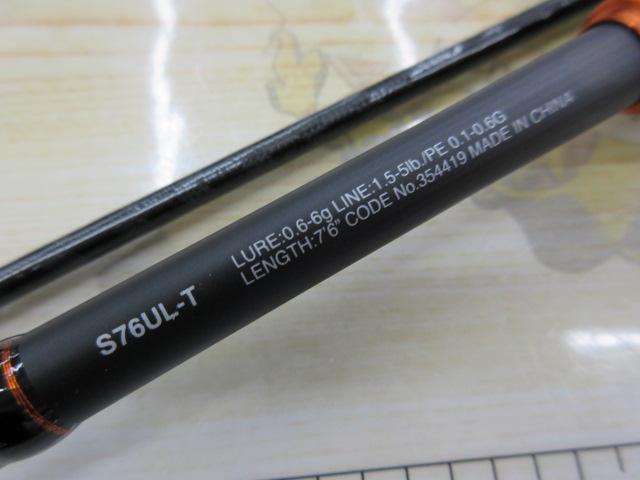 S76UL-T
LURE:0.6-6g LINE:1.5-5lb./PE 0.1-0.6G
LENGTH:7'6" CODE No.354419 MADE IN CHINA